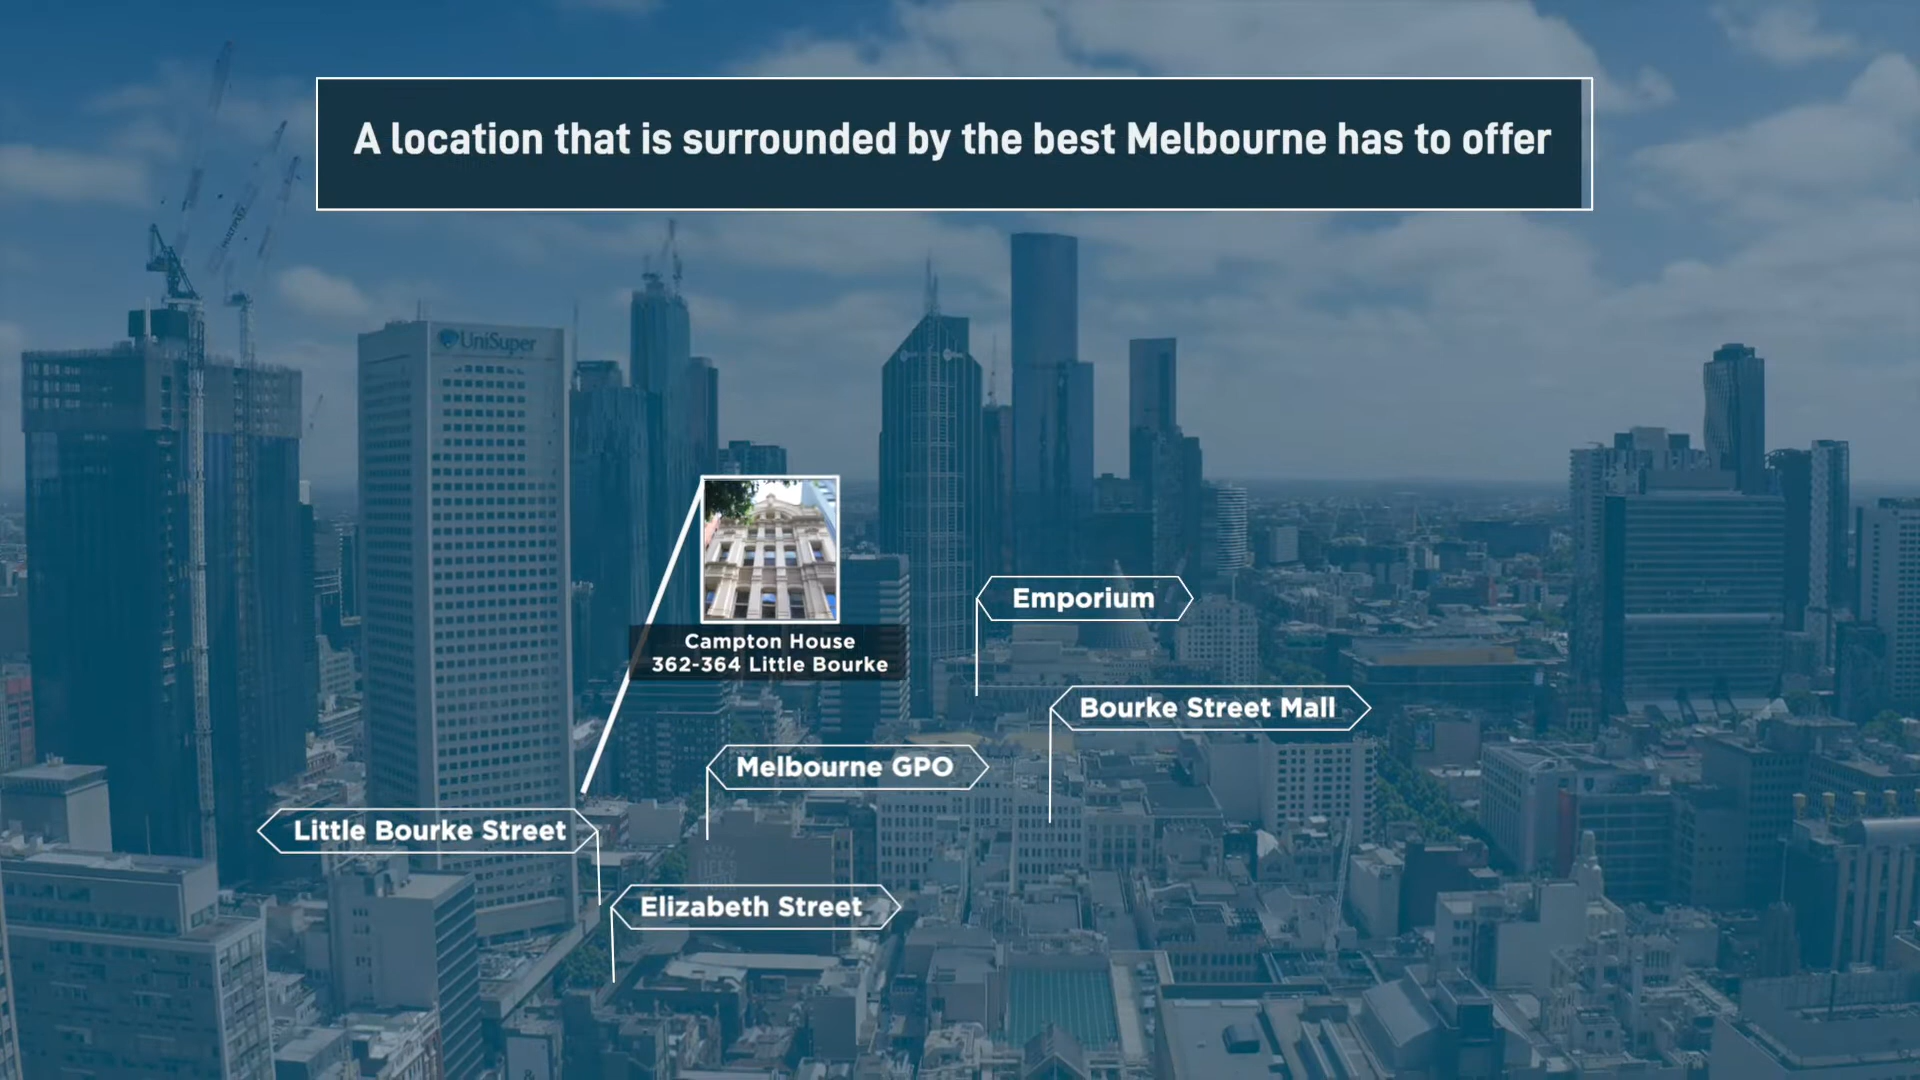 A location that is surrounded by the best Melbourne has to offer
UniSuper
Campton House
362-364 Little Bourke
Emporium
Bourke Street Mall
Melbourne GPO
Little Bourke Street
Elizabeth Street